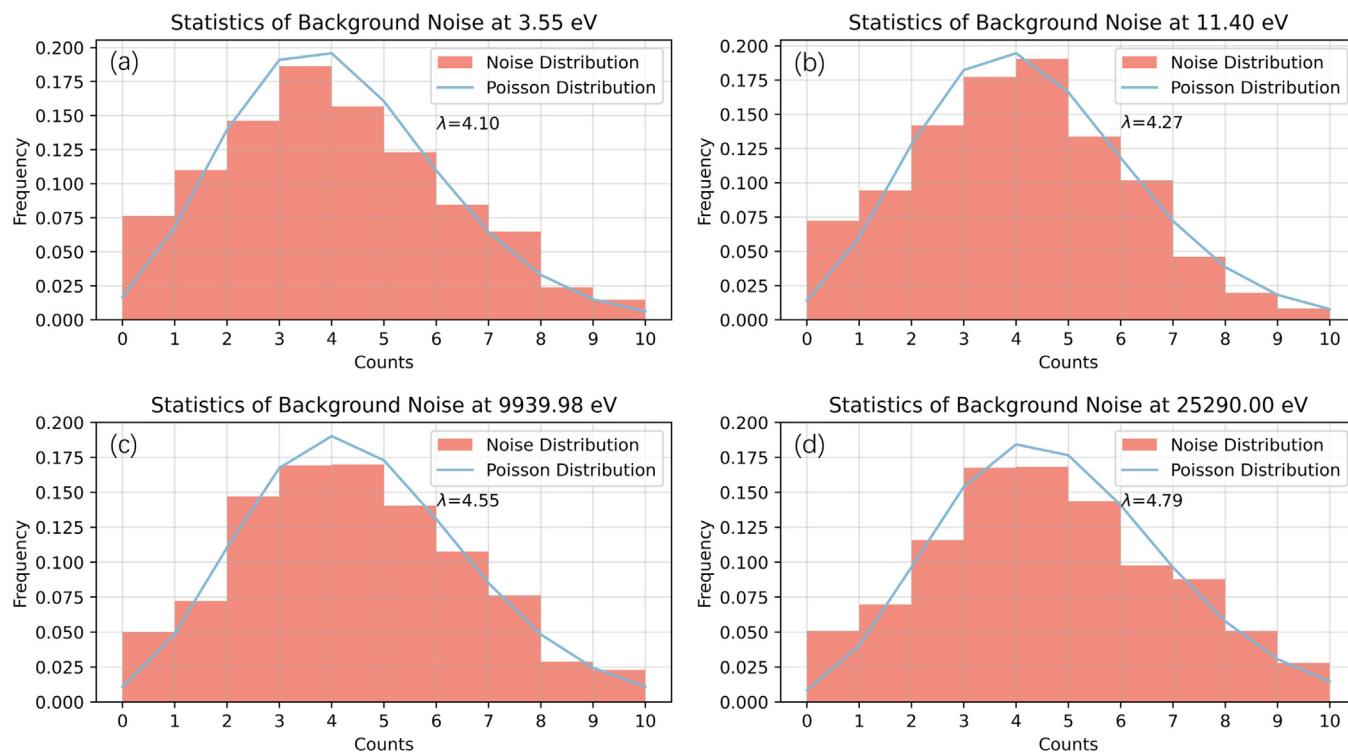 Statistics of Background Noise at 3.55 eV
(a)
Noise Distribution
Poisson Distribution
λ=4.10
0.200
0.175
0.150
0.125
0.100
0.075
0.050
0.025
0.000
Frequency
0 1 2 3 4 5 6 7 8 9 10
Counts
Statistics of Background Noise at 11.40 eV
(b)
Noise Distribution
Poisson Distribution
λ=4.27
0.200
0.175
0.150
0.125
0.100
0.075
0.050
0.025
0.000
Frequency
0 1 2 3 4 5 6 7 8 9 10
Counts
Statistics of Background Noise at 9939.98 eV
(c)
Noise Distribution
Poisson Distribution
λ=4.55
0.200
0.175
0.150
0.125
0.100
0.075
0.050
0.025
0.000
Frequency
0 1 2 3 4 5 6 7 8 9 10
Counts
Statistics of Background Noise at 25290.00 eV
(d)
Noise Distribution
Poisson Distribution
λ=4.79
0.200
0.175
0.150
0.125
0.100
0.075
0.050
0.025
0.000
Frequency
0 1 2 3 4 5 6 7 8 9 10
Counts